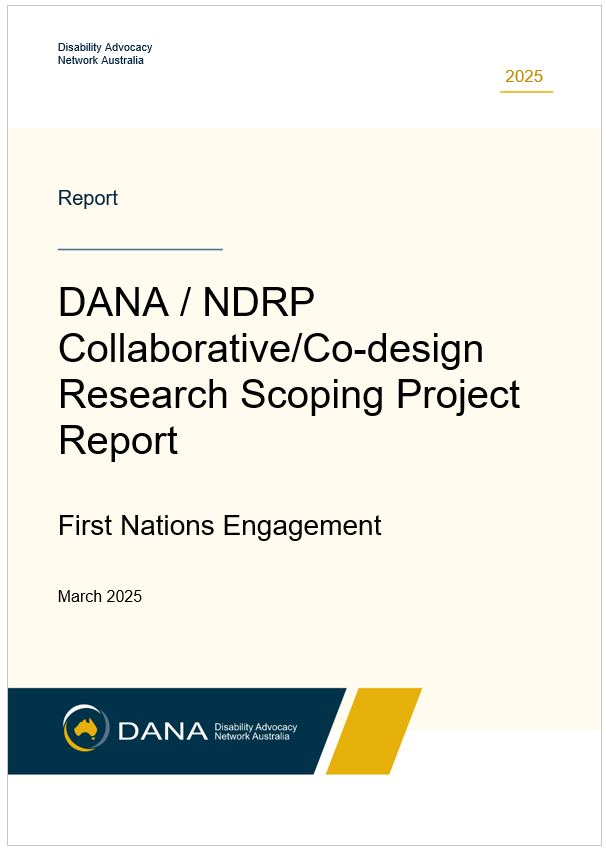 Disability Advocacy
Network Australia
2025
Report
DANA / NDRP
Collaborative/Co-design
Research Scoping Project
Report
First Nations Engagement
March 2025
DANA
Disability Advocacy
Network Australia